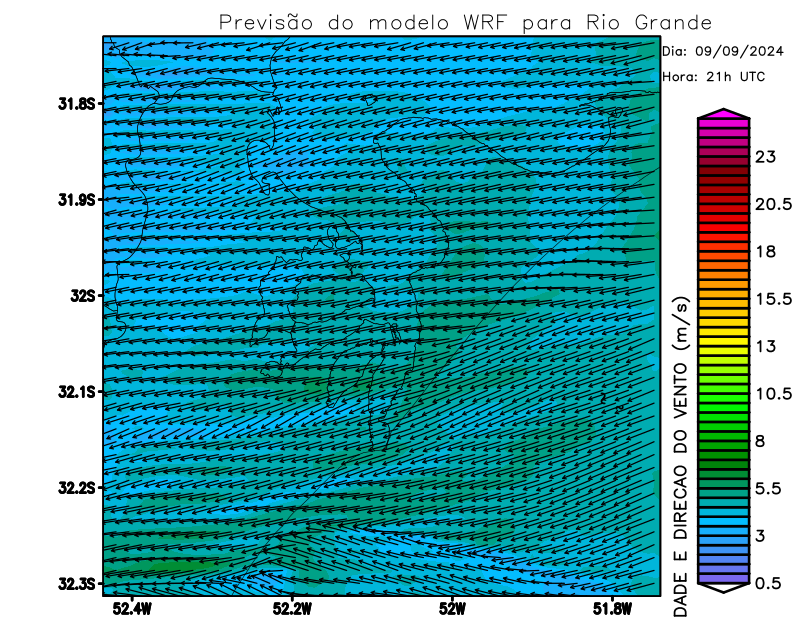 Previsão do modelo WRF para Rio Grande
Dia: 09/09/2024
Hora: 21h UTC
31.8S
31.9S
32S
32.1S
32.2S
32.3S
52.4W
52.2W
52W
51.8W
DADE E DIRECAO DO VENTO (m/s)
23
20.5
18
15.5
13
10.5
8
5.5
3
0.5